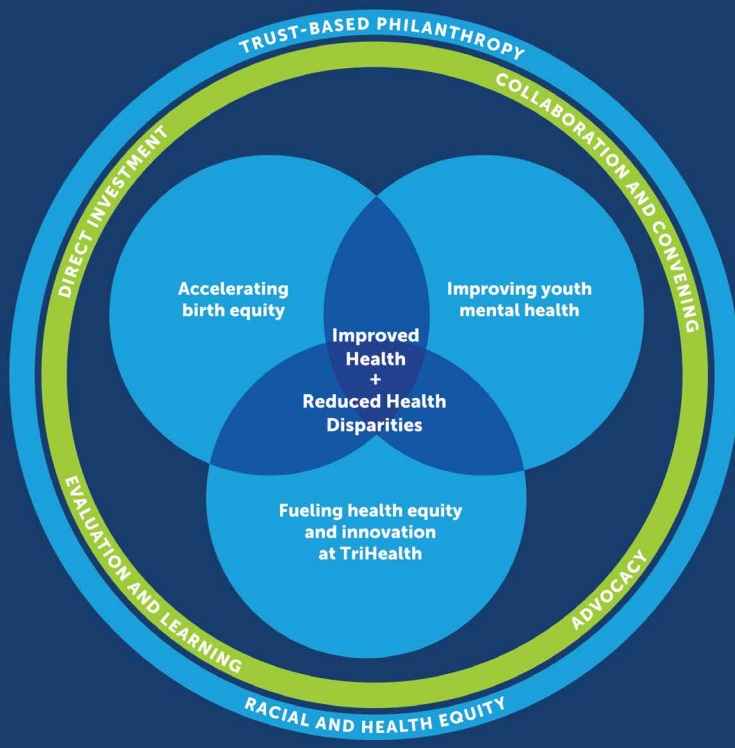 TRUST-BASED PHILANTHROPY
COLLABORATION AND CONVENING
DIRECT INVESTMENT
Accelerating
birth equity
Improving youth
mental health
Improved
Health
+
Reduced Health
Disparities
Fueling health equity
and innovation
at TriHealth
EVALUATION AND LEARNING
ADVOCACY
RACIAL AND HEALTH EQUITY